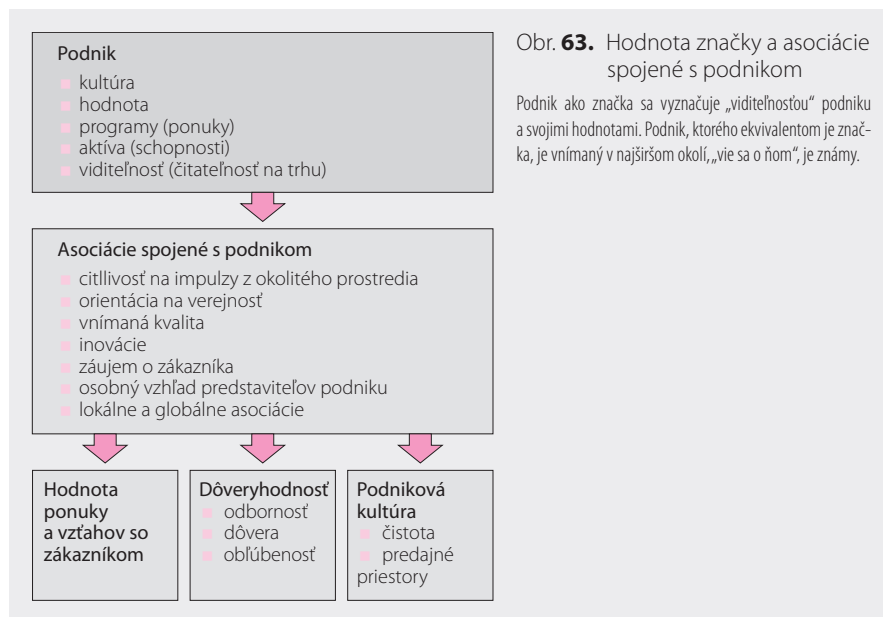 Podnik
kultúra
hodnota
programy (ponuky)
aktíva (schopnosti)
viditeľnosť (čitateľnosť na trhu)
Asociácie spojené s podnikom
citllivosť na impulzy z okolitého prostredia
orientácia na verejnosť
vnímaná kvalita
inovácie
záujem o zákazníka
osobný vzhľad predstaviteľov podniku
lokálne a globálne asociácie
Hodnota
ponuky
a vzťahov so
zákazníkom
Dôveryhodnosť
odbornosť
dôvera
obľúbenosť
Podniková
kultúra
čistota
predajné
priestory
Obr. 63. Hodnota značky a asociácie
spojené s podnikom
Podnik ako značka sa vyznačuje „viditeľnosťou“ podniku
a svojimi hodnotami. Podnik, ktorého ekvivalentom je znač-
ka, je vnímaný v najširšom okolí, „vie sa o ňom“, je známy.